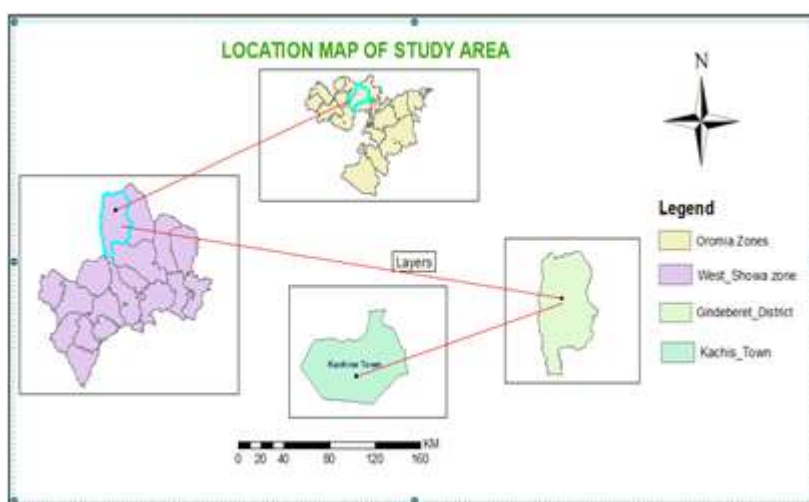 LOCATION MAP OF STUDY AREA
N
Legend
Oromia Zones
West_Showa zone
Gindeberet_District
Kachis_Town
Layers
Town
KM
0 20 40 80 120 160